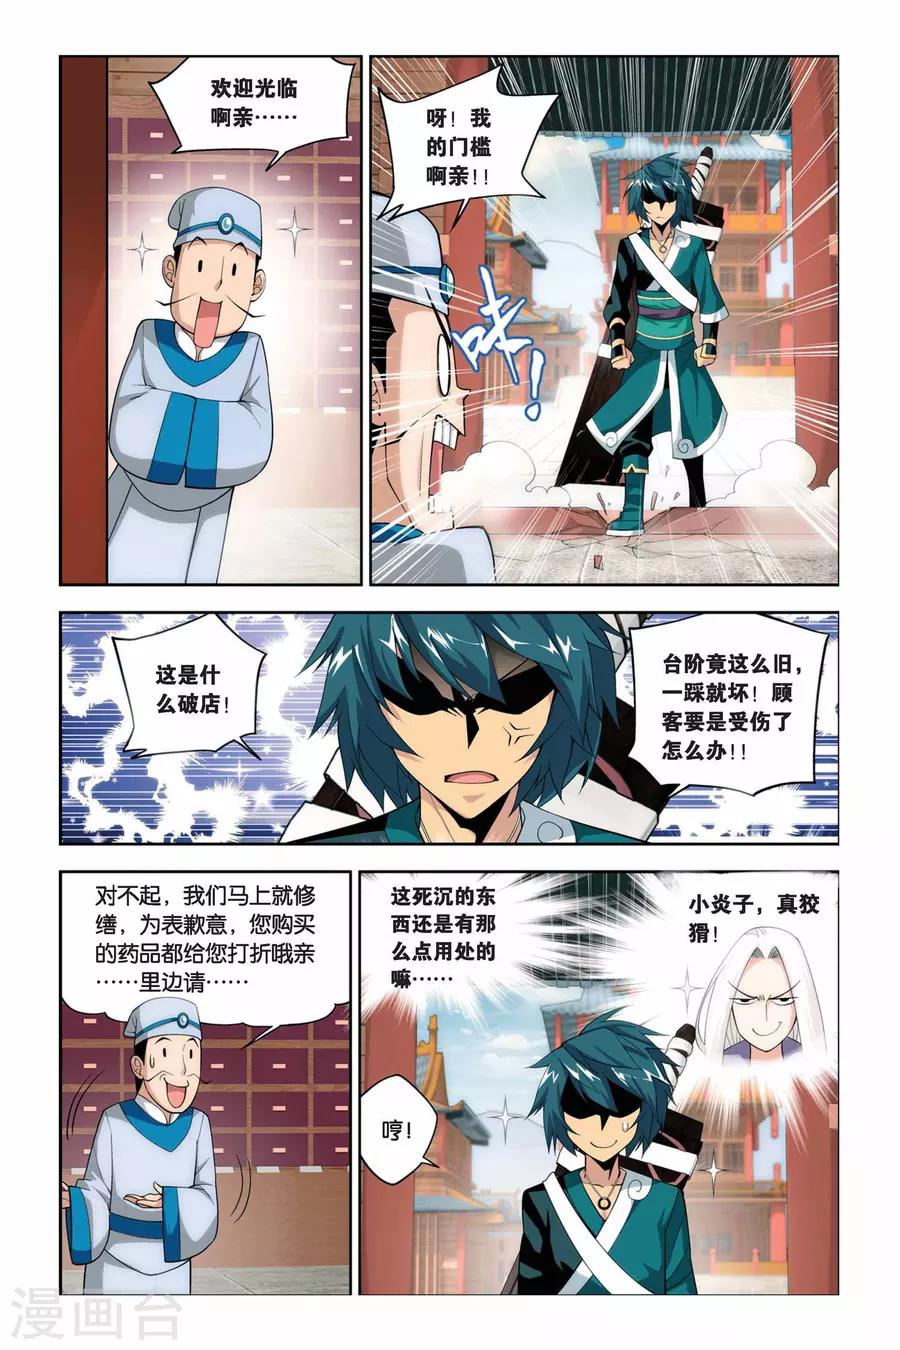 欢迎光临
啊亲……
呀！我
的门槛
啊亲！！
咔！
这是什
么破店！
台阶竟这么旧，
一踩就坏！顾
客要是受伤了
怎么办！！
对不起，我们马上就修
缮，为表歉意，您购买
的药品都给您打折哦亲
……里边请……
这死沉的东
西还是有那
么点用处的
嘛……
小炎子，真狡
猾！
哼！
漫画台